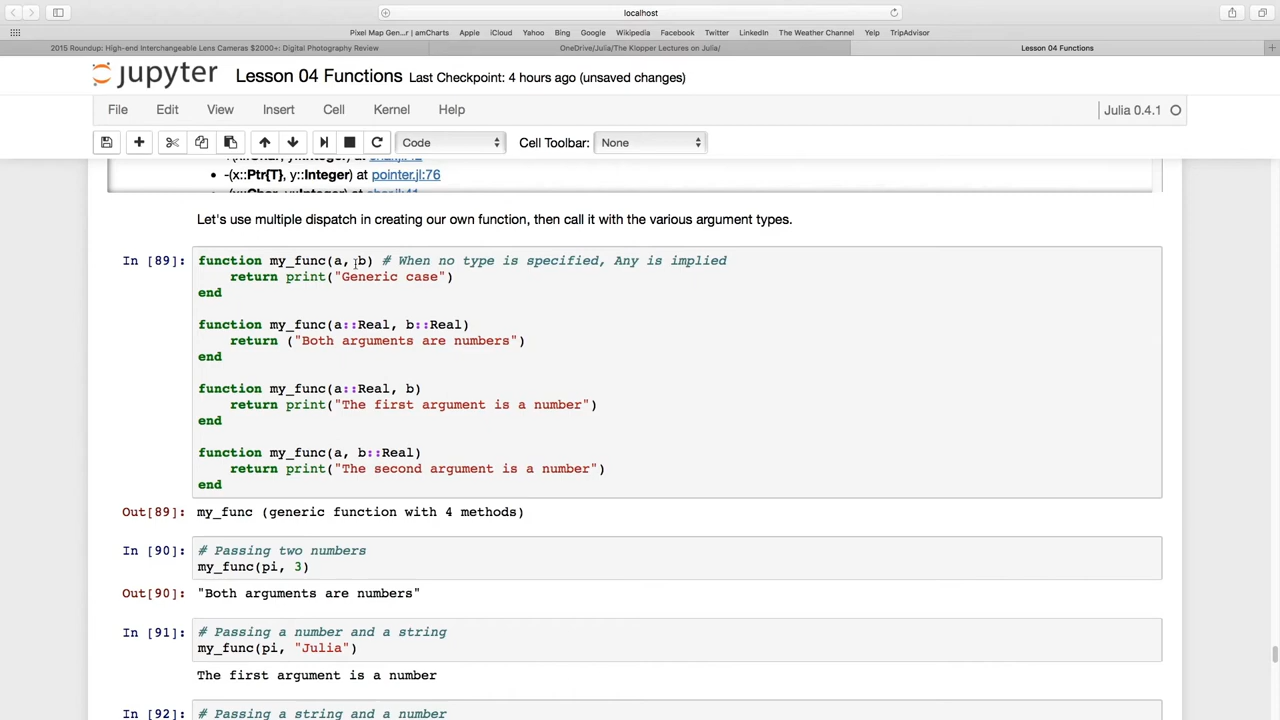 localhost
Pixel Map Gen...r | amCharts Apple iCloud Yahoo Bing Google Wikipedia Facebook Twitter LinkedIn The Weather Channel Yelp TripAdvisor
2015 Roundup: High-end Interchangeable Lens Cameras $2000+: Digital Photography Review OneDrive/Julia/The Klopper Lectures on Julia/ Lesson 04 Functions
jupyter Lesson 04 Functions Last Checkpoint: 4 hours ago (unsaved changes)
File Edit View Insert Cell Kernel Help Julia 0.4.1
Code Cell Toolbar: None
• -(x::Ptr{T}, y::Integer) at pointer.jl:76
Let's use multiple dispatch in creating our own function, then call it with the various argument types.
In [89]: function my_func(a, b) # When no type is specified, Any is implied
return print("Generic case")
end
function my_func(a::Real, b::Real)
return ("Both arguments are numbers")
end
function my_func(a::Real, b)
return print("The first argument is a number")
end
function my_func(a, b::Real)
return print("The second argument is a number")
end
Out[89]: my_func (generic function with 4 methods)
In [90]: # Passing two numbers
my_func(pi, 3)
Out[90]: "Both arguments are numbers"
In [91]: # Passing a number and a string
my_func(pi, "Julia")
The first argument is a number
In [92]: # Passing a string and a number